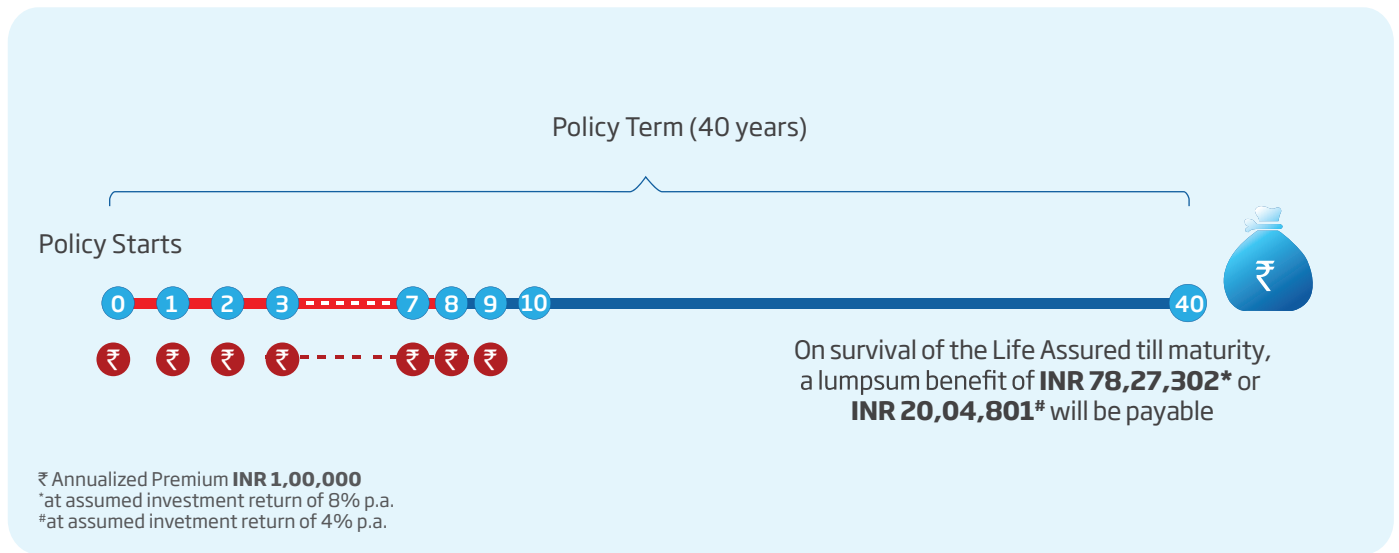 Policy Term (40 years)
Policy Starts
₹
0 1 2 3 7 8 9 10 40
₹ ₹ ₹ ₹ ₹ ₹ ₹
On survival of the Life Assured till maturity,
a lumpsum benefit of INR 78,27,302* or
INR 20,04,801# will be payable
₹ Annualized Premium INR 1,00,000
*at assumed investment return of 8% p.a.
#at assumed invetment return of 4% p.a.